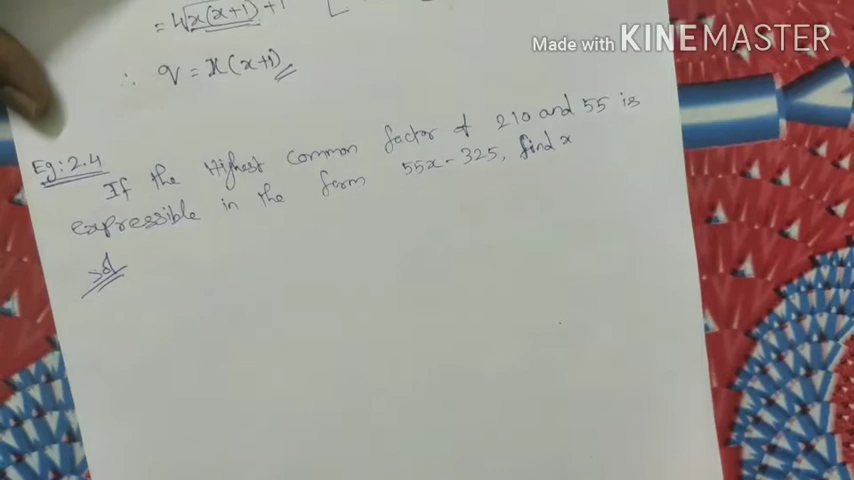 = 4√x(x+1) + 1
Made with KINEMASTER
∴ q = x(x+1)
Eg: 2.4
If the Highest common factor of 210 and 55 is
expressible in the form 55x - 325, find x
Sol